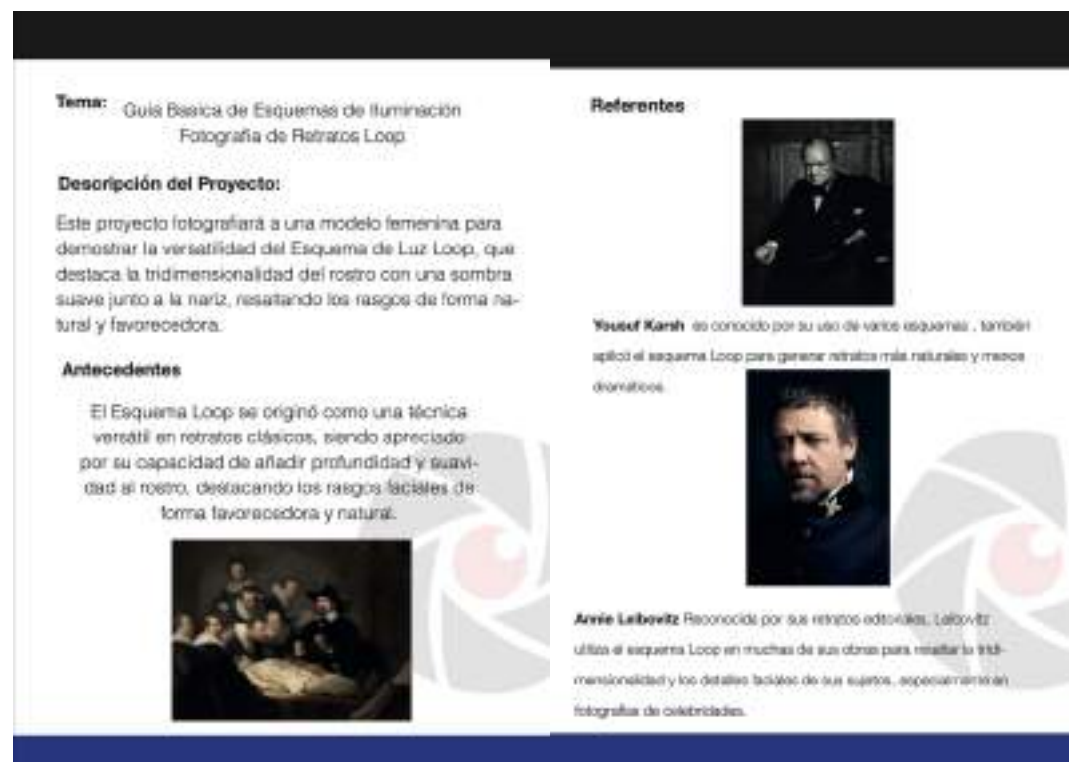 Tema: Guia Basica de Esquemas de Iluminación
Fotografía de Retratos Loop
Descripción del Proyecto:
Este proyecto fotografiará a una modelo femenina para
demostrar la versatilidad del Esquema de Luz Loop, que
destaca la tridimensionalidad del rostro con una sombra
suave junto a la nariz, resaltando los rasgos de forma na-
tural y favorecedora.
Antecedentes
El Esquema Loop se originó como una técnica
versátil en retratos clásicos, siendo apreciado
por su capacidad de añadir profundidad y suavi-
dad al rostro, destacando los rasgos faciales de
forma favorecedora y natural.
Referentes
Yousuf Karsh es conocido por su uso de varios esquemas , también
aplicó el esquema Loop para generar retratos más naturales y menos
dramáticos.
Annie Leibovitz Reconocida por sus retratos editoriales, Leibovitz
utiliza el esquema Loop en muchas de sus obras para resaltar la tridi-
mensionalidad y los detalles faciales de sus sujetos, especialmente en
fotografías de celebridades.